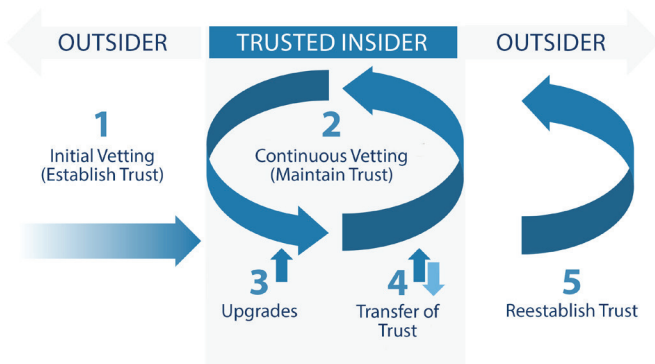 OUTSIDER
TRUSTED INSIDER
OUTSIDER
1
Initial Vetting
(Establish Trust)
2
Continuous Vetting
(Maintain Trust)
3
Upgrades
4
Transfer of
Trust
5
Reestablish Trust